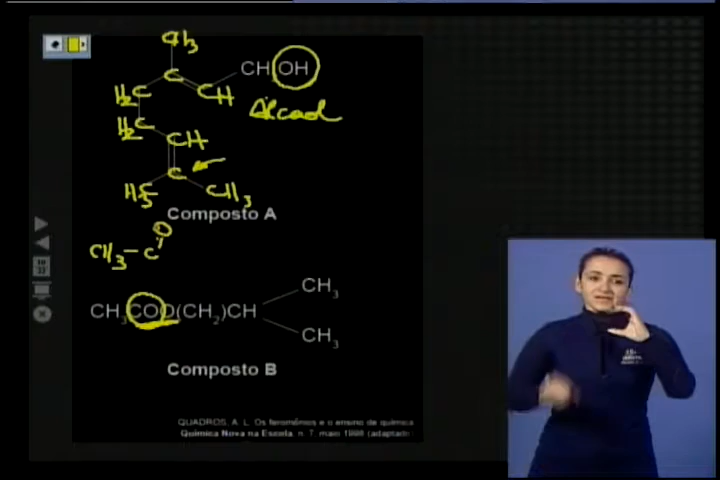 CH3
C
CH OH
H2C
CH
Álcool
H2C
CH
C
H3C
CH3
Composto A
CH3-C
O
CH3
CH3COO(CH2)CH
CH3
Composto B
QUADROS, A. L. Os feromônios e o ensino de química
Química Nova na Escola, n. 7, maio 1998 (adaptado